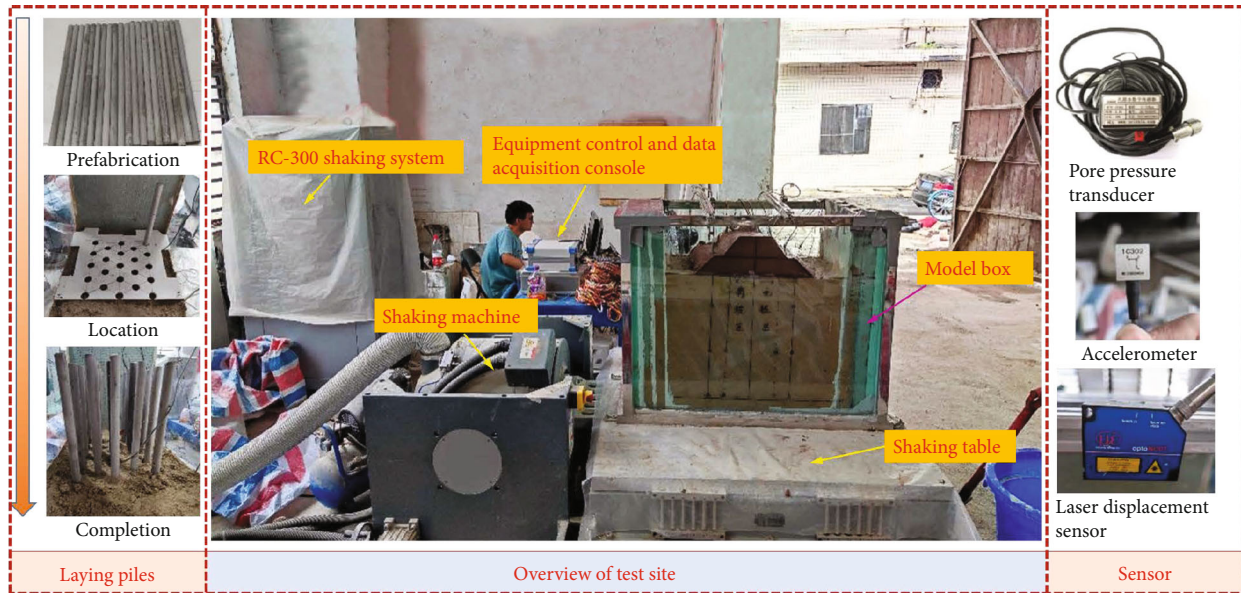 Prefabrication
Location
Completion
Laying piles
RC-300 shaking system
Equipment control and data
acquisition console
Shaking machine
Model box
Shaking table
Overview of test site
Pore pressure
transducer
Accelerometer
Laser displacement
sensor
Sensor